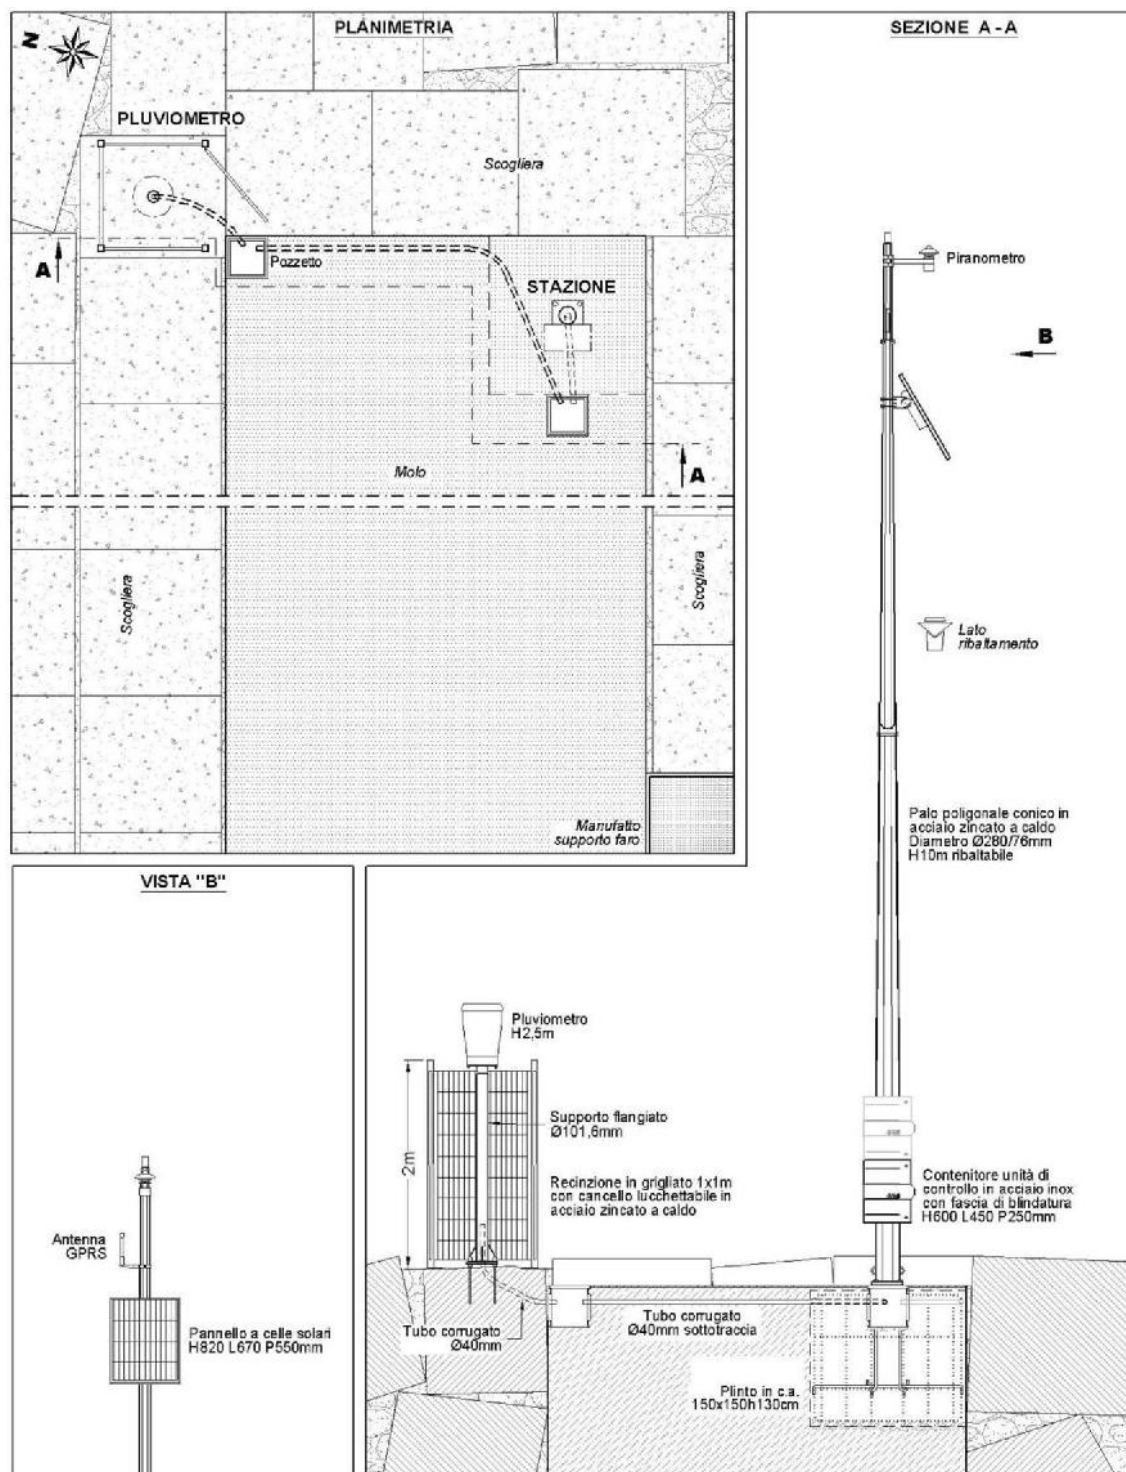 PLANIMETRIA
N
PLUVIOMETRO
Scogliera
A
Pozzetto
STAZIONE
Molo
A
Scogliera
Scogliera
Manufatto
supporto faro
SEZIONE A - A
Piranometro
B
Lato
ribaltamento
Palo poligonale conico in
acciaio zincato a caldo
Diametro Ø280/76mm
H10m ribaltabile
VISTA "B"
Antenna
GPRS
Pannello a celle solari
H820 L670 P550mm
Pluviometro
H2,5m
2m
Supporto flangiato
Ø101,6mm
Recinzione in grigliato 1x1m
con cancello lucchettabile in
acciaio zincato a caldo
Contenitore unità di
controllo in acciaio inox
con fascia di blindatura
H600 L450 P250mm
Tubo corrugato
Ø40mm
Tubo corrugato
Ø40mm sottotraccia
Plinto in c.a.
150x150h130cm